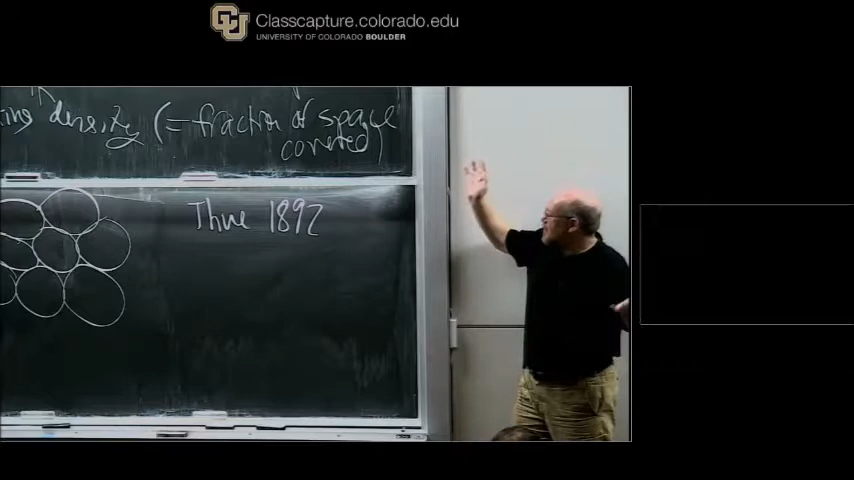 Classcapture.colorado.edu
UNIVERSITY OF COLORADO BOULDER
density (= fraction of space
covered)
Thue 1892